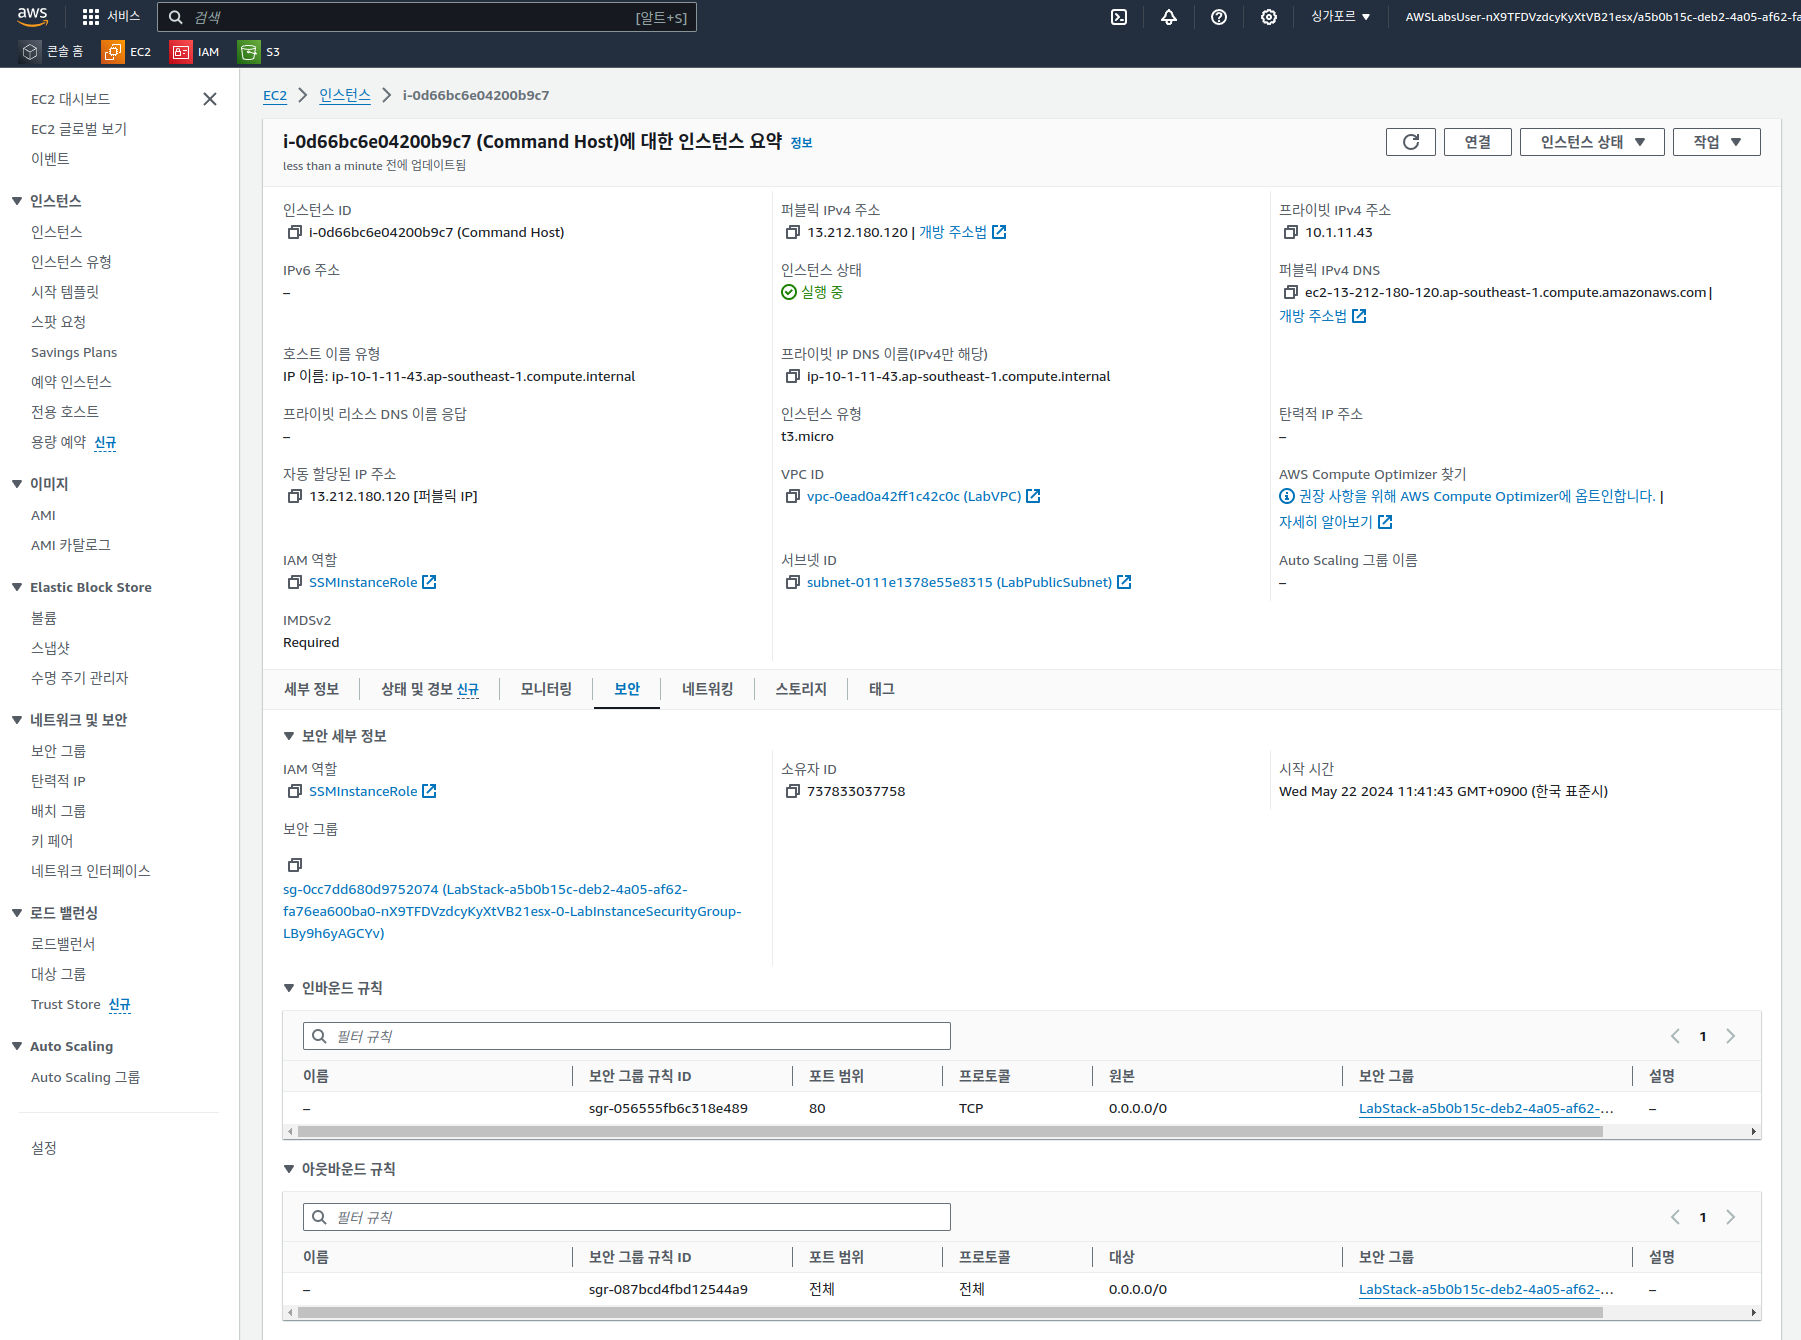 aws
서비스
검색
[알트+S]
싱가포르 ▼
AWSLabsUser-nX9TFDVzdcyKyXtVB21esx/a5b0b15c-deb2-4a05-af62-fa
콘솔 홈
EC2
IAM
S3
EC2 대시보드
EC2 글로벌 보기
이벤트
인스턴스
인스턴스
인스턴스 유형
시작 템플릿
스팟 요청
Savings Plans
예약 인스턴스
전용 호스트
용량 예약 신규
이미지
AMI
AMI 카탈로그
Elastic Block Store
볼륨
스냅샷
수명 주기 관리자
네트워크 및 보안
보안 그룹
탄력적 IP
배치 그룹
키 페어
네트워크 인터페이스
로드 밸런싱
로드밸런서
대상 그룹
Trust Store 신규
Auto Scaling
Auto Scaling 그룹
설정
EC2 > 인스턴스 > i-0d66bc6e04200b9c7
i-0d66bc6e04200b9c7 (Command Host)에 대한 인스턴스 요약 정보
less than a minute 전에 업데이트됨
연결
인스턴스 상태 ▼
작업 ▼
인스턴스 ID
i-0d66bc6e04200b9c7 (Command Host)
퍼블릭 IPv4 주소
13.212.180.120 | 개방 주소법
프라이빗 IPv4 주소
10.1.11.43
IPv6 주소
–
인스턴스 상태
실행 중
퍼블릭 IPv4 DNS
ec2-13-212-180-120.ap-southeast-1.compute.amazonaws.com |
개방 주소법
호스트 이름 유형
IP 이름: ip-10-1-11-43.ap-southeast-1.compute.internal
프라이빗 IP DNS 이름(IPv4만 해당)
ip-10-1-11-43.ap-southeast-1.compute.internal
프라이빗 리소스 DNS 이름 응답
–
인스턴스 유형
t3.micro
탄력적 IP 주소
–
자동 할당된 IP 주소
13.212.180.120 [퍼블릭 IP]
VPC ID
vpc-0ead0a42ff1c42c0c (LabVPC)
AWS Compute Optimizer 찾기
권장 사항을 위해 AWS Compute Optimizer에 옵트인합니다. |
자세히 알아보기
IAM 역할
SSMInstanceRole
서브넷 ID
subnet-0111e1378e55e8315 (LabPublicSubnet)
Auto Scaling 그룹 이름
–
IMDSv2
Required
세부 정보
상태 및 경보 신규
모니터링
보안
네트워킹
스토리지
태그
보안 세부 정보
IAM 역할
SSMInstanceRole
소유자 ID
737833037758
시작 시간
Wed May 22 2024 11:41:43 GMT+0900 (한국 표준시)
보안 그룹
sg-0cc7dd680d9752074 (LabStack-a5b0b15c-deb2-4a05-af62-
fa76ea600ba0-nX9TFDVzdcyKyXtVB21esx-0-LabInstanceSecurityGroup-
LBy9h6yAGCYv)
인바운드 규칙
필터 규칙
1
이름 보안 그룹 규칙 ID 포트 범위 프로토콜 원본 보안 그룹 설명
– sgr-056555fb6c318e489 80 TCP 0.0.0.0/0 LabStack-a5b0b15c-deb2-4a05-af62-... –
아웃바운드 규칙
필터 규칙
1
이름 보안 그룹 규칙 ID 포트 범위 프로토콜 대상 보안 그룹 설명
– sgr-087bcd4fbd12544a9 전체 전체 0.0.0.0/0 LabStack-a5b0b15c-deb2-4a05-af62-... –